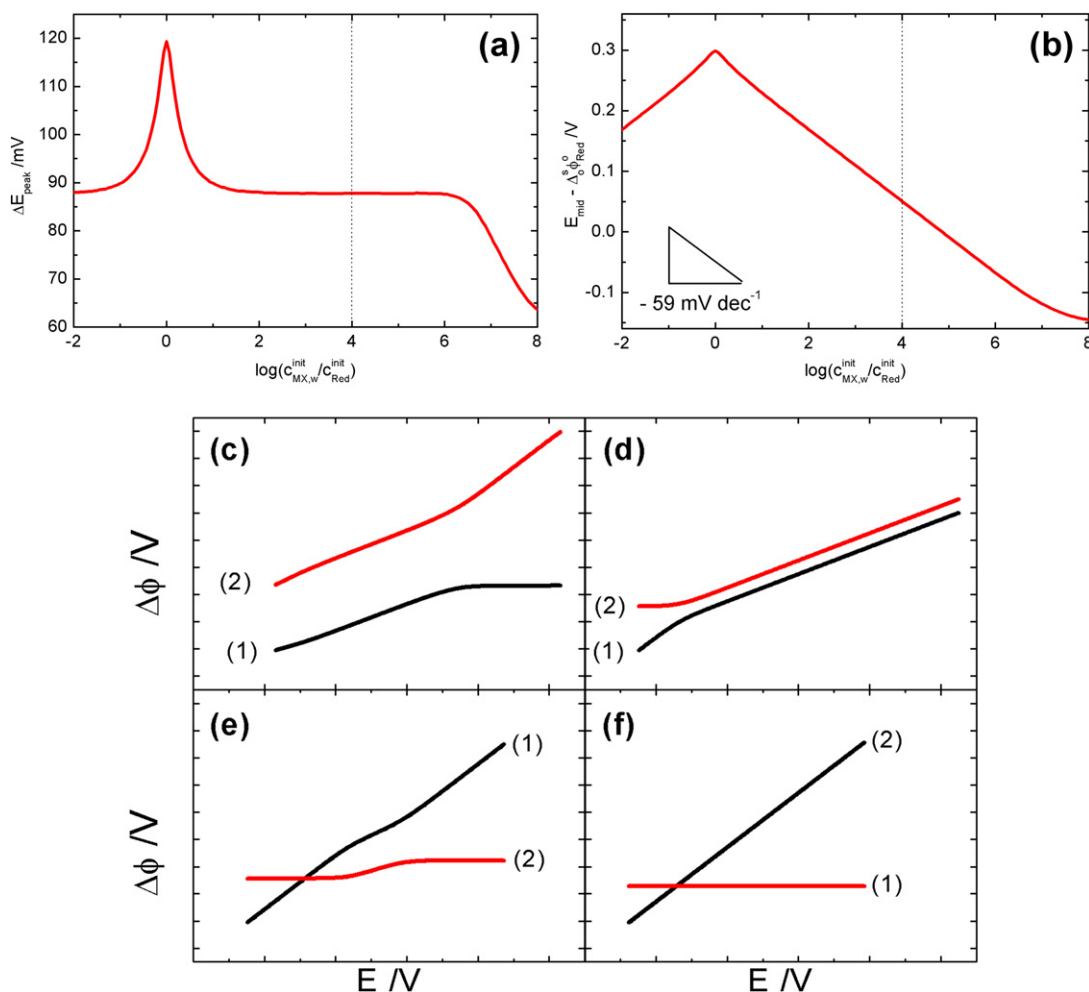 (a)
ΔE_peak /mV
120
110
100
90
80
70
60
-2 0 2 4 6 8
log(c^init_MX,w/c^init_Red)
(b)
E_mid - Δ^s_oϕ^o_Red /V
0.3
0.2
0.1
0.0
-0.1
- 59 mV dec^-1
-2 0 2 4 6 8
log(c^init_MX,w/c^init_Red)
(c)
(2)
(1)
(d)
(2)
(1)
Δϕ /V
(e)
(1)
(2)
(f)
(2)
(1)
Δϕ /V
E /V
E /V